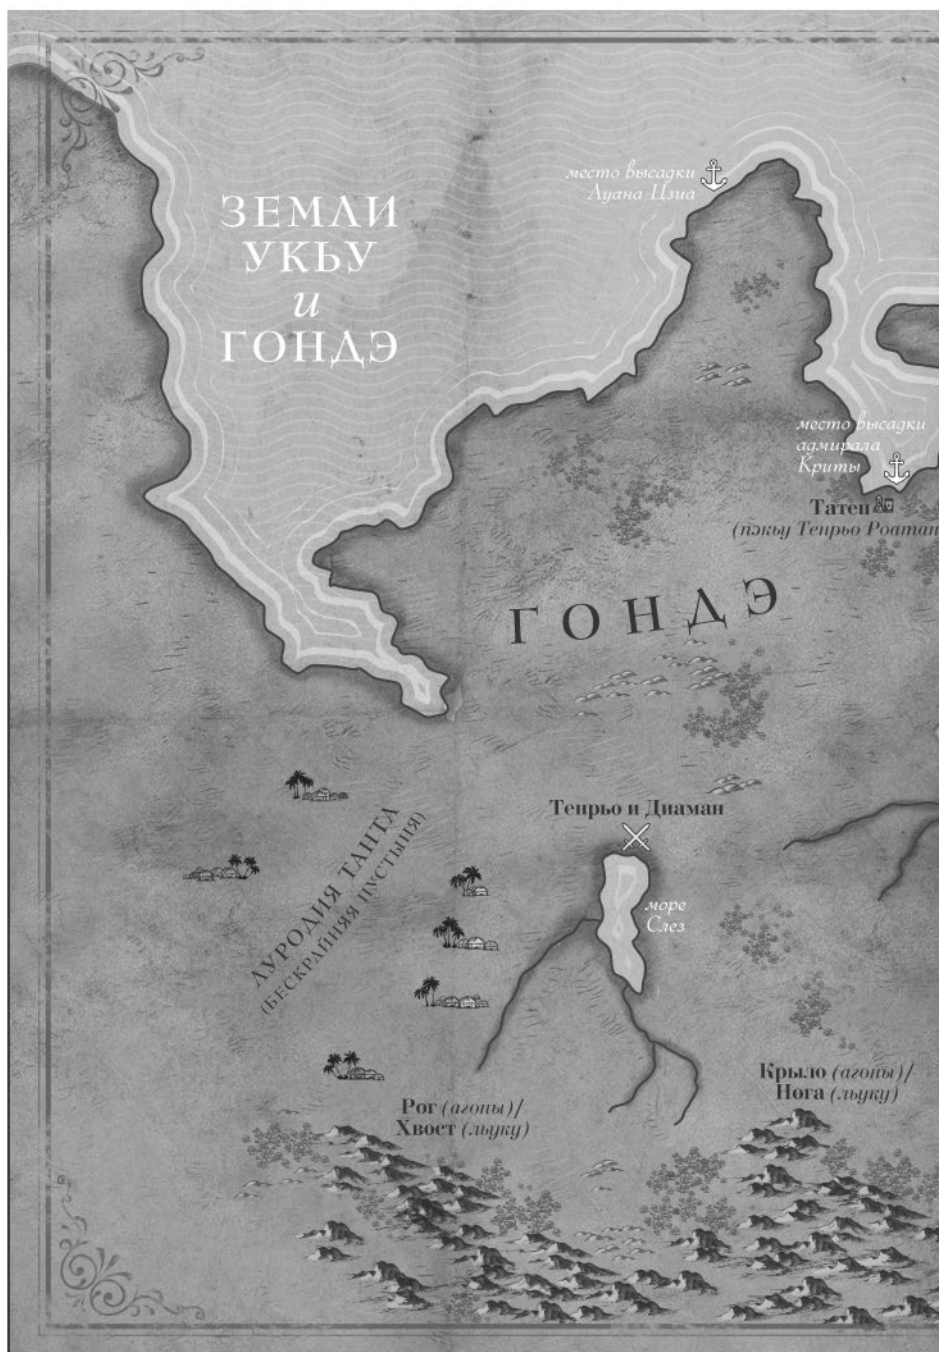 место высадки
Луана Цзиа
ЗЕМЛИ
УКЬУ
и
ГОНДЭ
место высадки
адмирала
Криты
Татен
(пэкьу Тенрьо Роатан
ГОНДЭ
Тенрьо и Диаман
море
Слез
ЛУРОДИЯ ТАНТА
(БЕСКРАЙНЯЯ ПУСТЫНЯ)
Крыло (агоны)/
Нога (льуку)
Рог (агоны)/
Хвост (льуку)